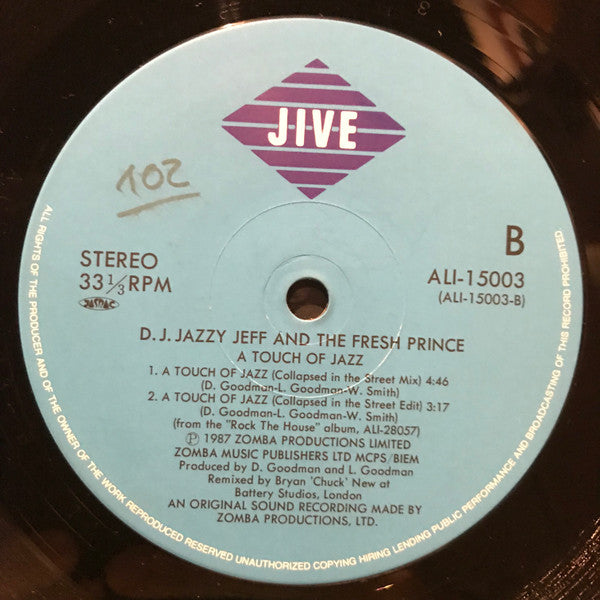 8
JIVE
102
STEREO
33 1/3 RPM
JASRAC
B
ALI-15003
(ALI-15003-B)
D.J. JAZZY JEFF AND THE FRESH PRINCE
A TOUCH OF JAZZ
1. A TOUCH OF JAZZ (Collapsed in the Street Mix) 4:46
(D. Goodman-L. Goodman-W. Smith)
2. A TOUCH OF JAZZ (Collapsed in the Street Edit) 3:17
(D. Goodman-L. Goodman-W. Smith)
(from the "Rock The House" album, ALI-28057)
℗ 1987 ZOMBA PRODUCTIONS LIMITED
ZOMBA MUSIC PUBLISHERS LTD MCPS/BIEM
Produced by D. Goodman and L. Goodman
Remixed by Bryan 'Chuck' New at
Battery Studios, London
AN ORIGINAL SOUND RECORDING MADE BY
ZOMBA PRODUCTIONS, LTD.
ALL RIGHTS OF THE PRODUCER AND OF THE OWNER OF THE WORK REPRODUCED RESERVED UNAUTHORIZED COPYING HIRING LENDING PUBLIC PERFORMANCE AND BROADCASTING OF THIS RECORD PROHIBITED